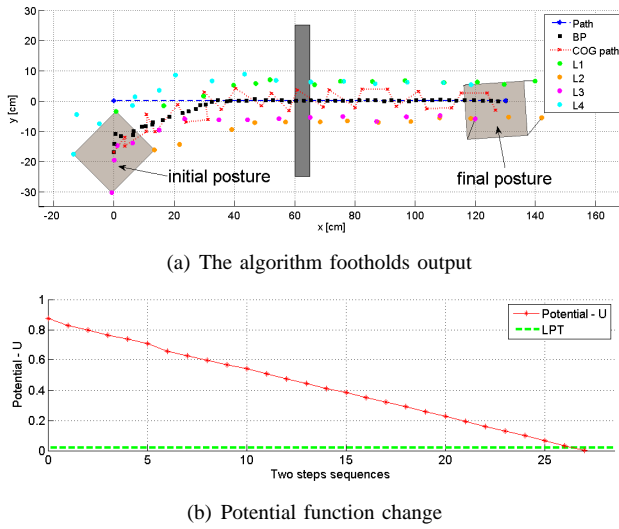 30
20
10
0
-10
-20
-30
y [cm]
-20 0 20 40 60 80 100 120 140 160
x [cm]
initial posture
final posture
Path
BP
COG path
L1
L2
L3
L4
(a) The algorithm footholds output
1
0.8
0.6
0.4
0.2
0
Potential - U
0 5 10 15 20 25
Two steps sequences
Potential - U
LPT
(b) Potential function change